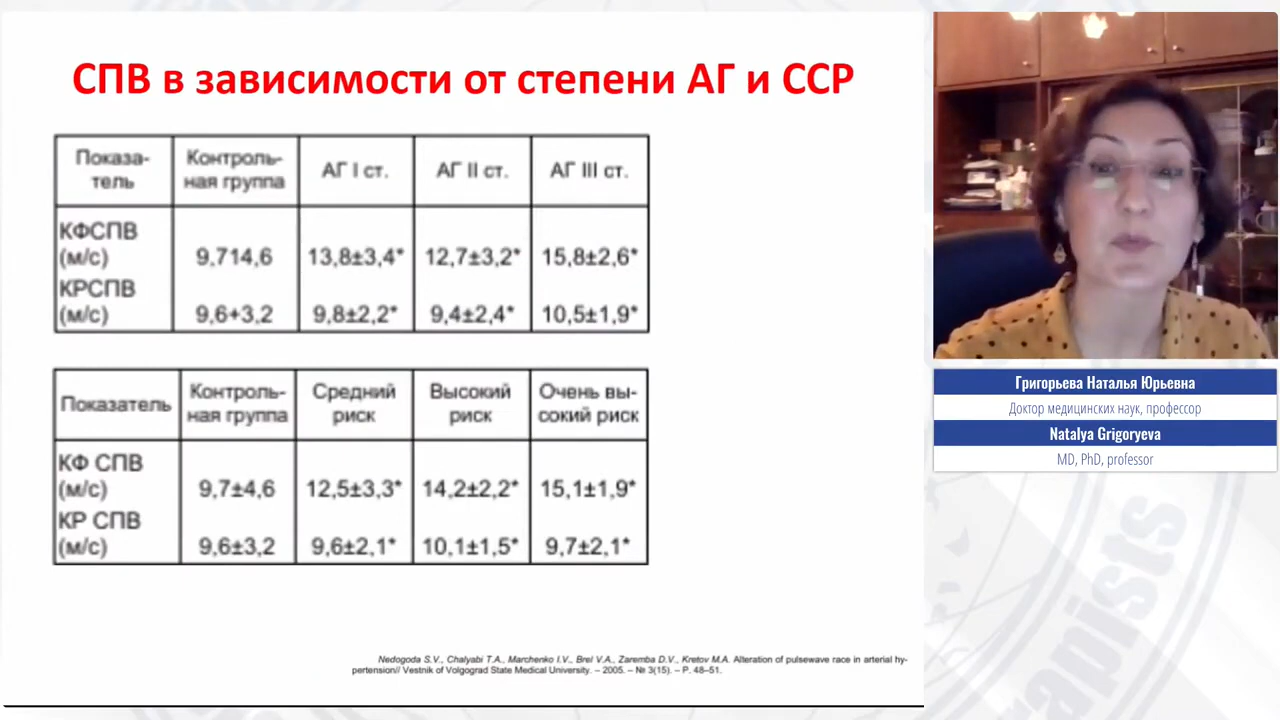 СПВ в зависимости от степени АГ и ССР
Показа-
тель
Контроль-
ная группа
АГ I ст.
АГ II ст.
АГ III ст.
КФСПВ
(м/с)
9,714,6
13,8±3,4*
12,7±3,2*
15,8±2,6*
КРСПВ
(м/с)
9,6+3,2
9,8±2,2*
9,4±2,4*
10,5±1,9*
Показатель
Контроль-
ная группа
Средний
риск
Высокий
риск
Очень вы-
сокий риск
КФ СПВ
(м/с)
9,7±4,6
12,5±3,3*
14,2±2,2*
15,1±1,9*
КР СПВ
(м/с)
9,6±3,2
9,6±2,1*
10,1±1,5*
9,7±2,1*
Nedogoda S.V., Chalyabi T.A., Marchenko I.V., Brel V.A., Zaremba D.V., Kretov M.A. Alteration of pulsewave race in arterial hy-
pertension// Vestnik of Volgograd State Medical University. – 2005. – № 3(15). – P. 48–51.
Григорьева Наталья Юрьевна
Доктор медицинских наук, профессор
Natalya Grigoryeva
MD, PhD, professor
rapists